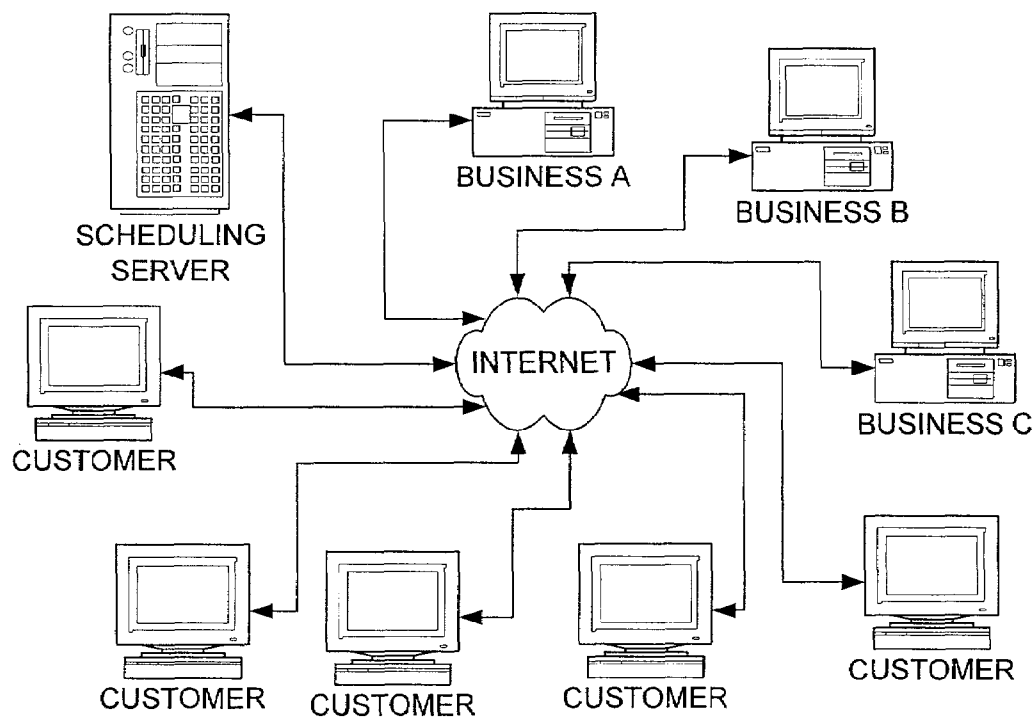 BUSINESS A
BUSINESS B
SCHEDULING
SERVER
INTERNET
BUSINESS C
CUSTOMER
CUSTOMER
CUSTOMER
CUSTOMER
CUSTOMER